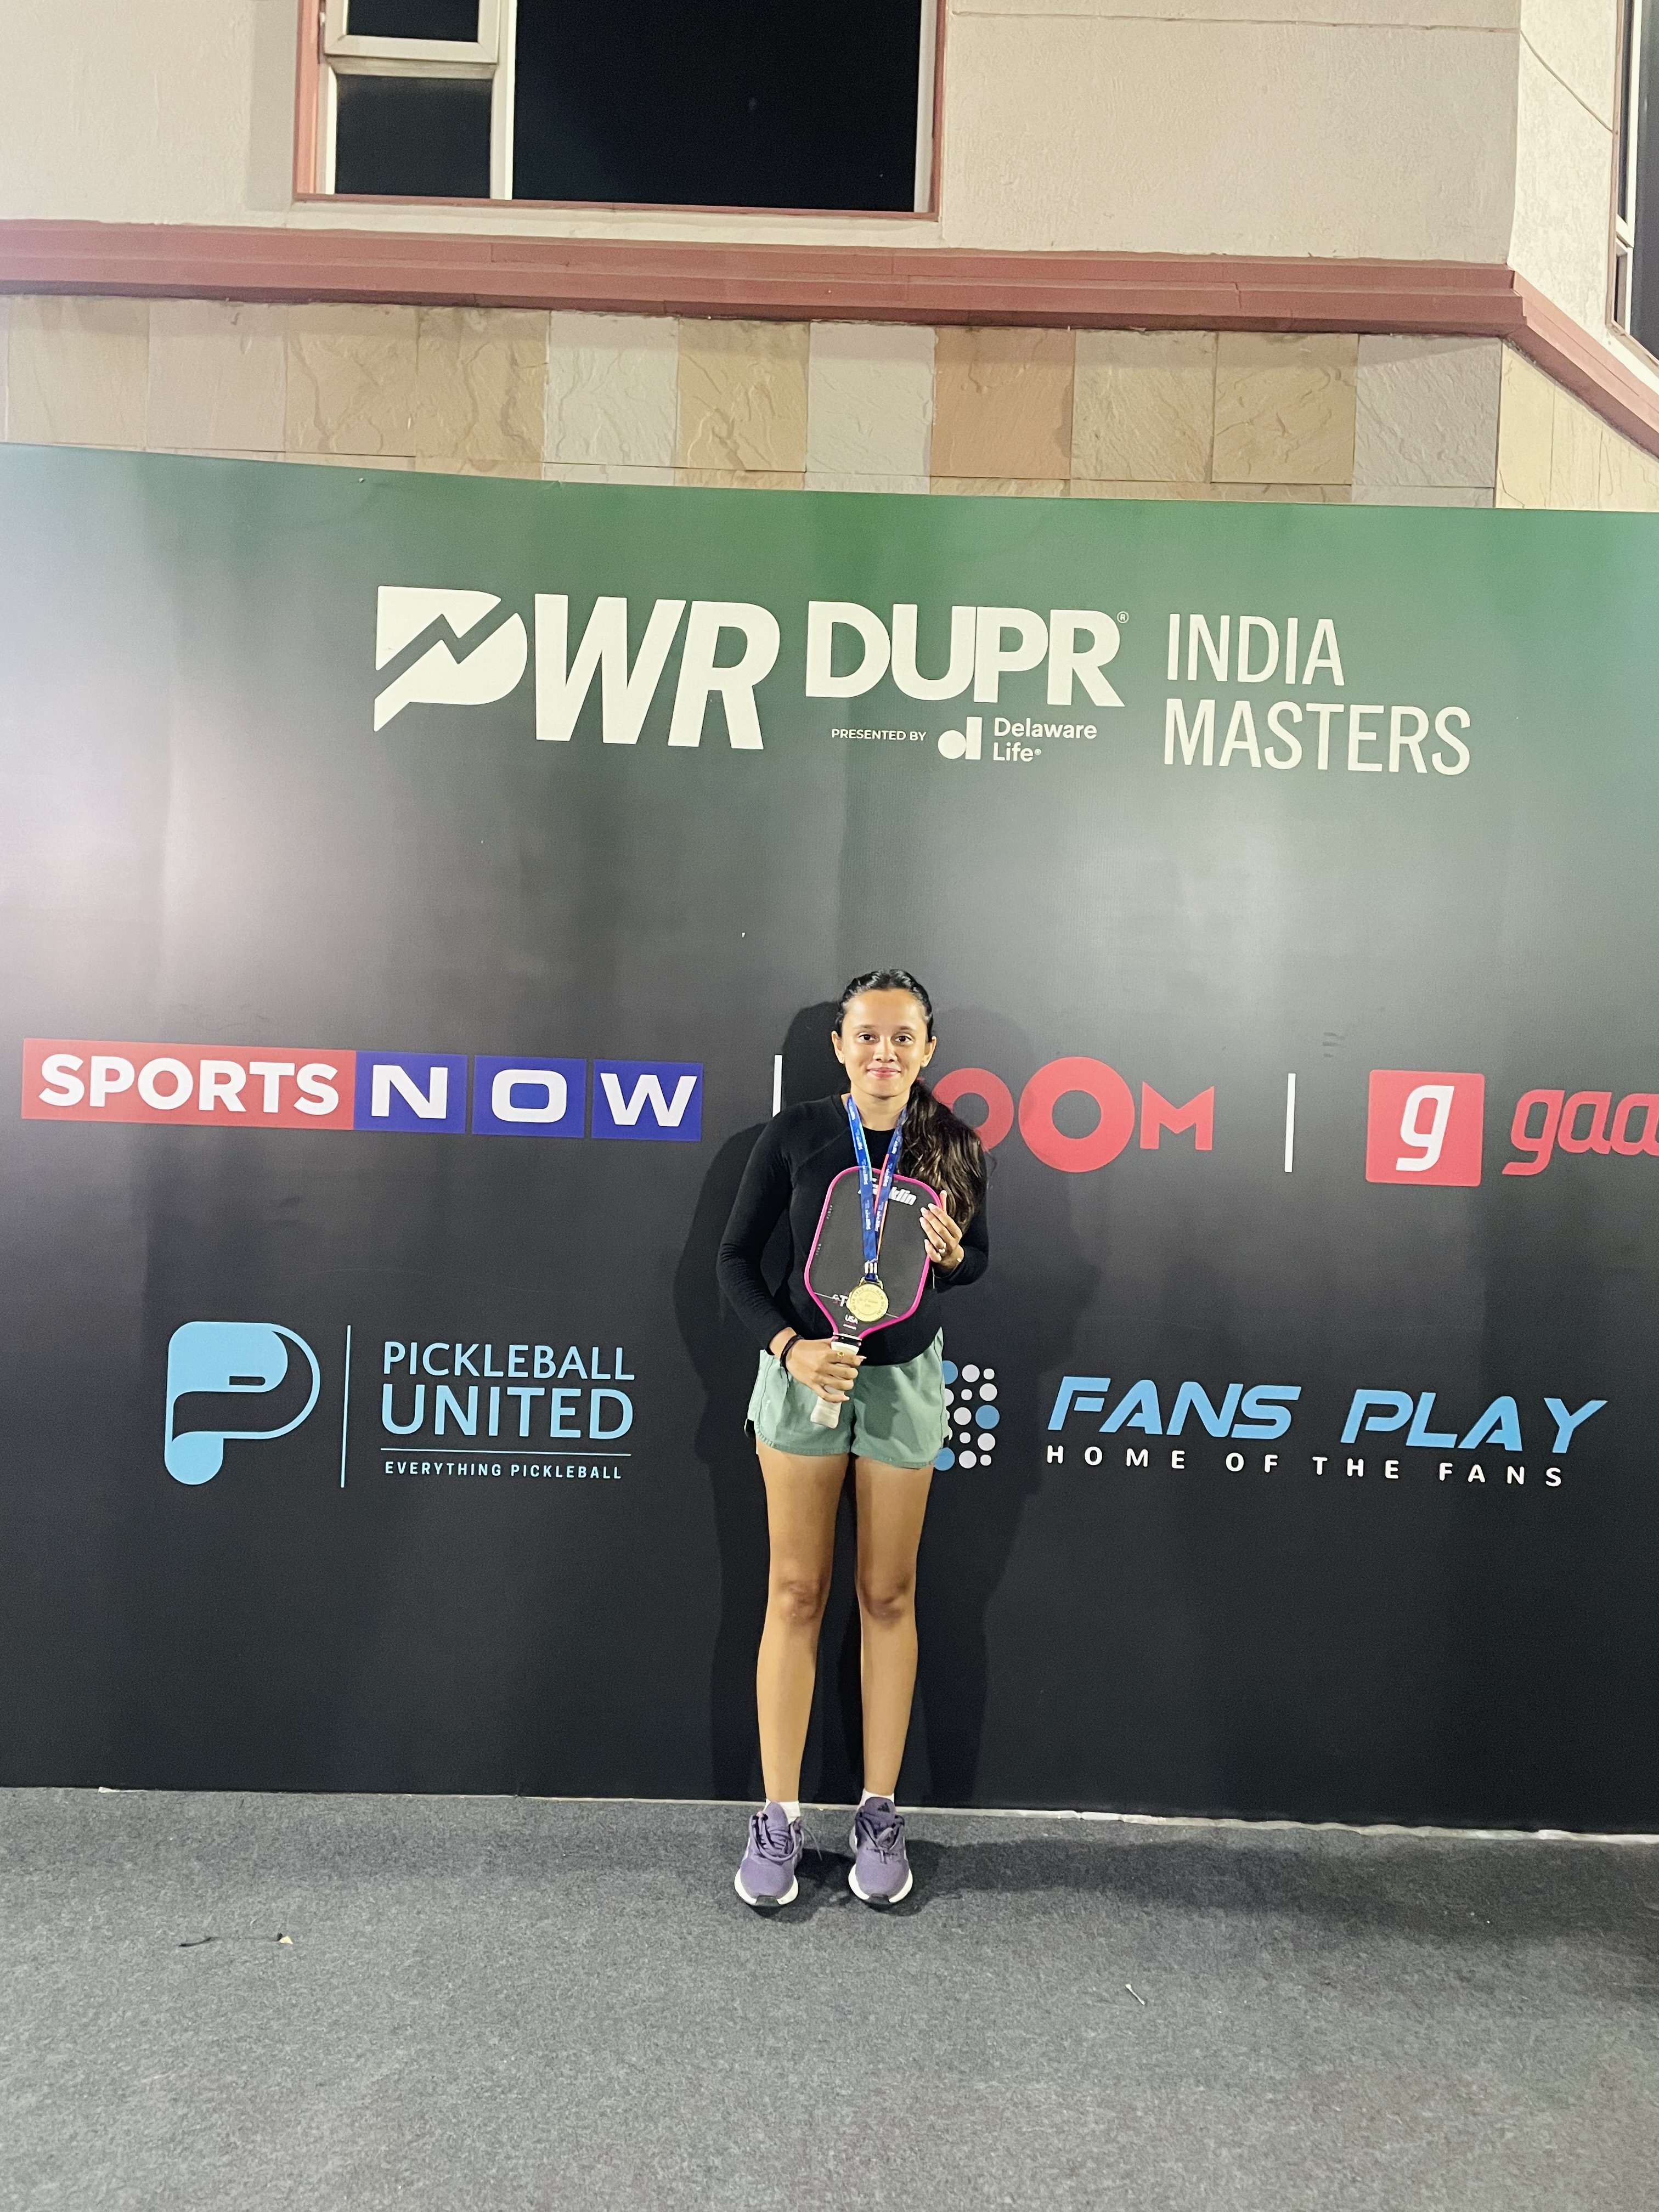 PWR DUPR®
PRESENTED BY Delaware Life®
INDIA
MASTERS
SPORTS NOW
g
PICKLEBALL
UNITED
EVERYTHING PICKLEBALL
FANS PLAY
HOME OF THE FANS
USA